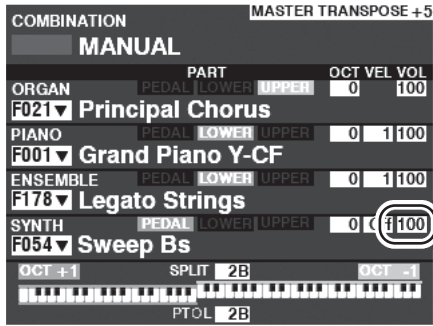 MASTER TRANSPOSE +5
COMBINATION
MANUAL
PART OCT VEL VOL
ORGAN PEDAL LOWER UPPER 0 100
F021▼ Principal Chorus
PIANO PEDAL LOWER UPPER 0 1 100
F001▼ Grand Piano Y-CF
ENSEMBLE PEDAL LOWER UPPER 0 1 100
F178▼ Legato Strings
SYNTH PEDAL LOWER UPPER 0 100
F054▼ Sweep Bs
OCT +1 SPLIT 2B OCT -1
PTOL 2B